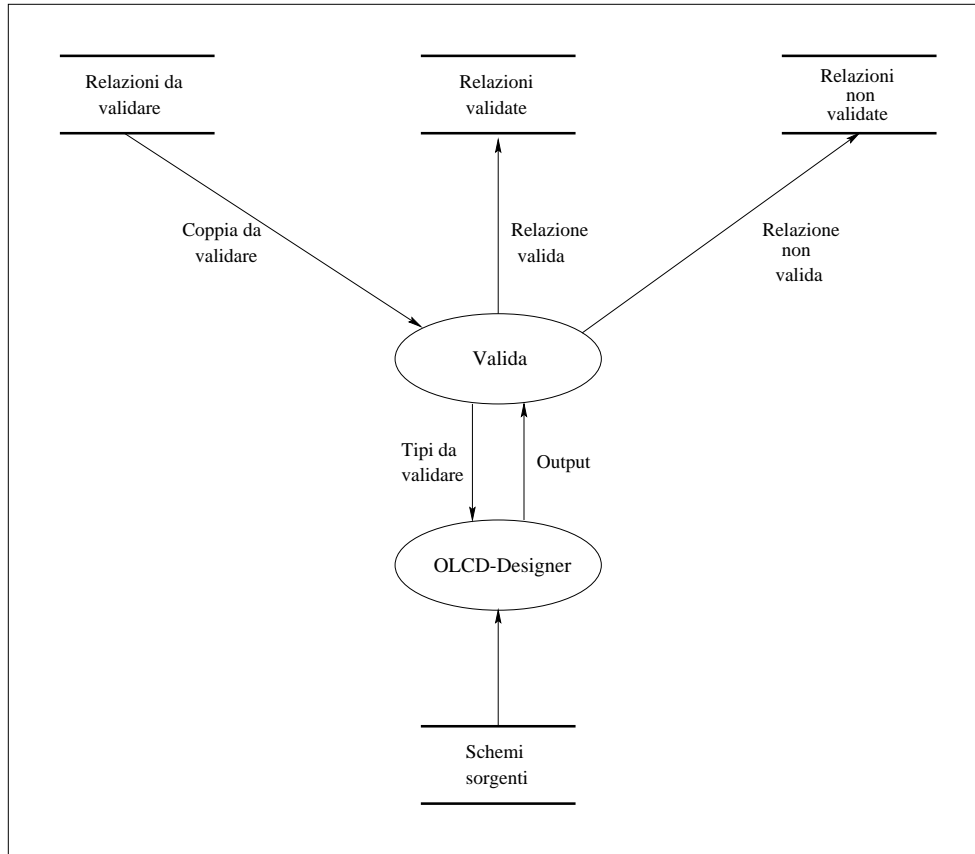 Relazioni da
validare
Relazioni
validate
Relazioni
non
validate
Coppia da
validare
Relazione
valida
Relazione
non
valida
Valida
Tipi da
validare
Output
OLCD-Designer
Schemi
sorgenti